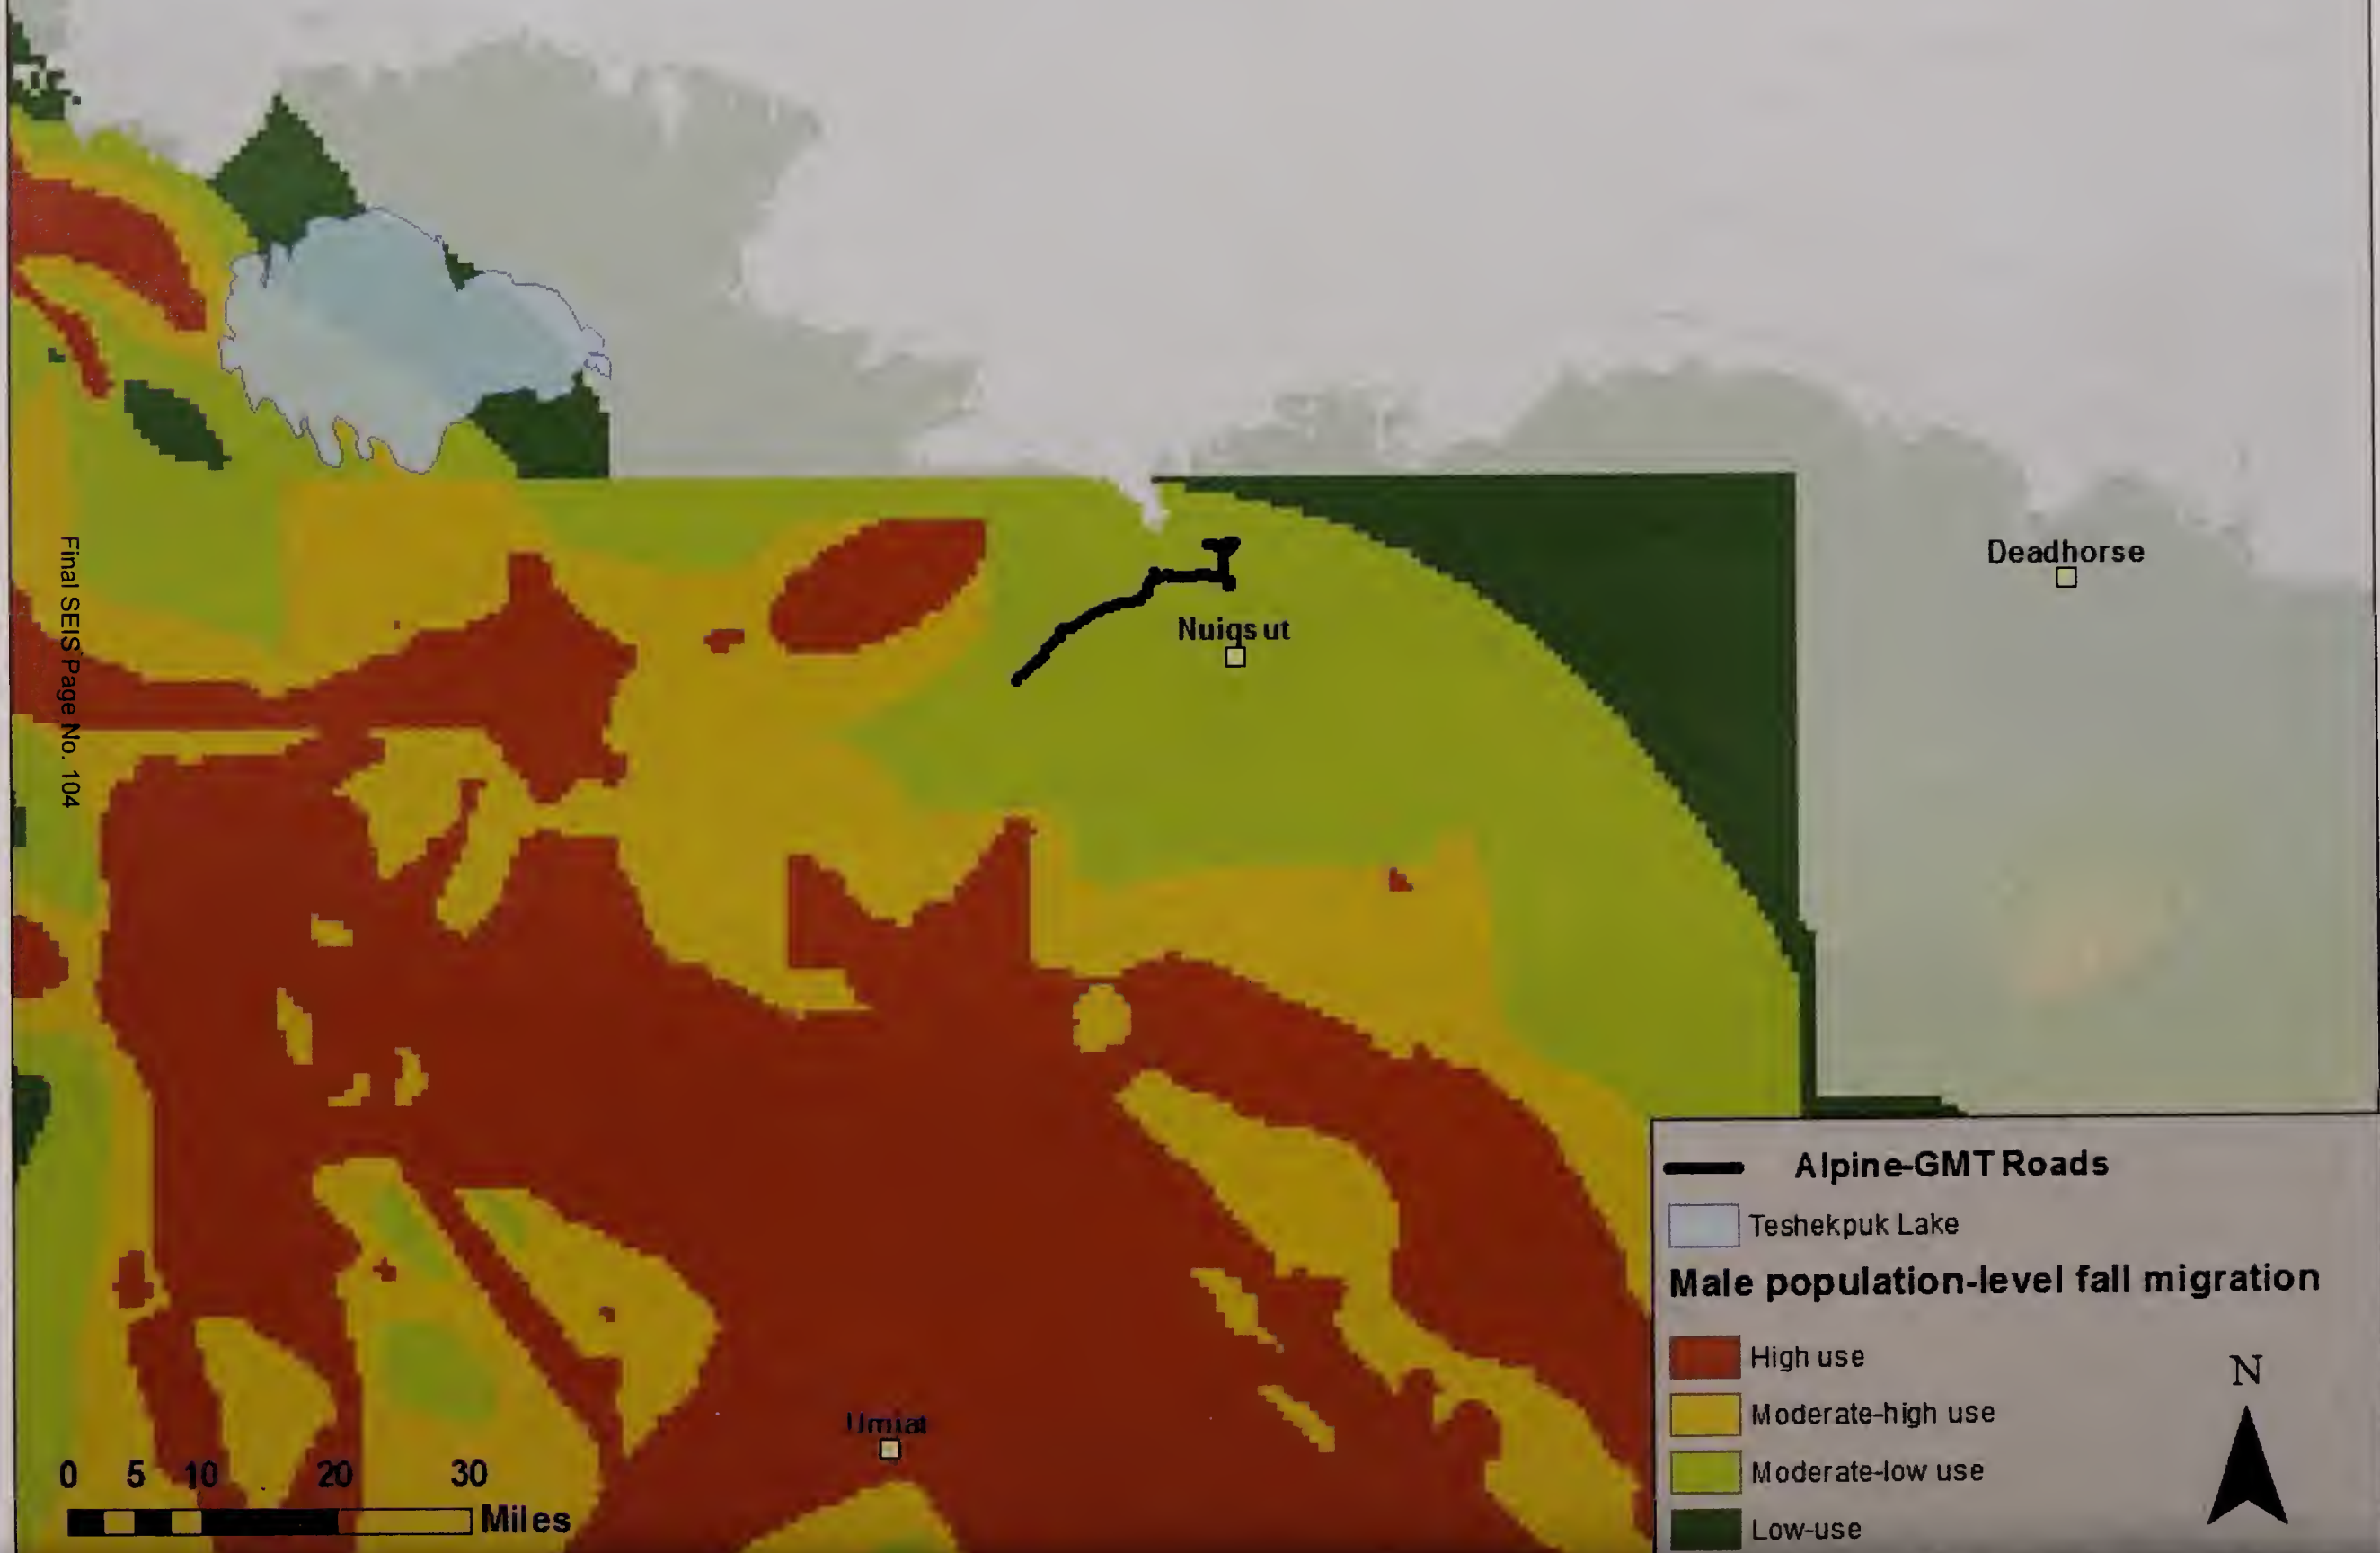 Deadhorse
Nuiqsut
Final SEIS Page No. 104
Umiat
0 5 10 20 30
Miles
Alpine-GMT Roads
Teshekpuk Lake
Male population-level fall migration
High use
Moderate-high use
Moderate-low use
Low-use
N